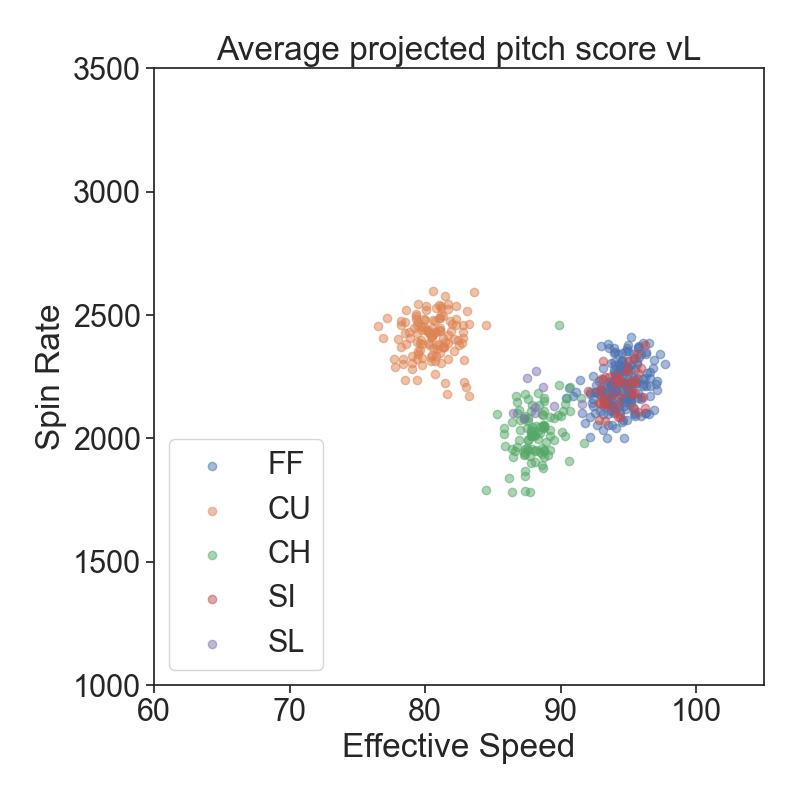 Average projected pitch score vL
3500
3000
2500
2000
1500
1000
Spin Rate
FF
CU
CH
SI
SL
60 70 80 90 100
Effective Speed